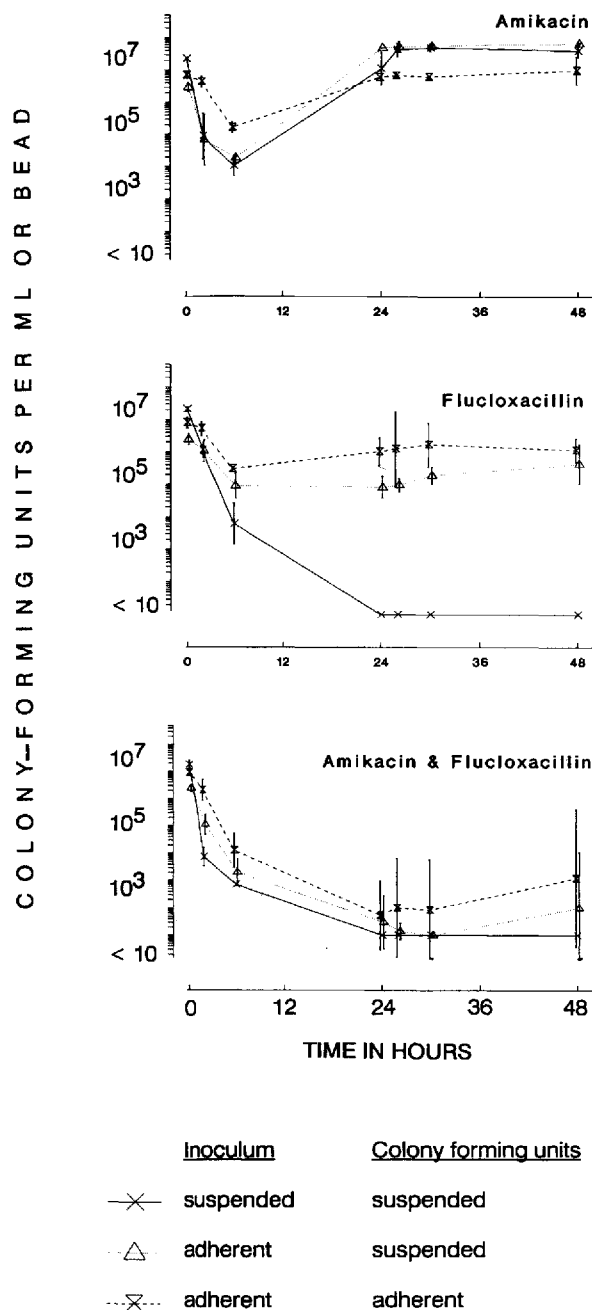 COLONY-FORMING UNITS PER ML OR BEAD
Amikacin
10⁷
10⁵
10³
< 10
0 12 24 36 48
Flucloxacillin
10⁷
10⁵
10³
< 10
0 12 24 36 48
Amikacin & Flucloxacillin
10⁷
10⁵
10³
< 10
0 12 24 36 48
TIME IN HOURS
Inoculum Colony forming units
suspended suspended
adherent suspended
adherent adherent